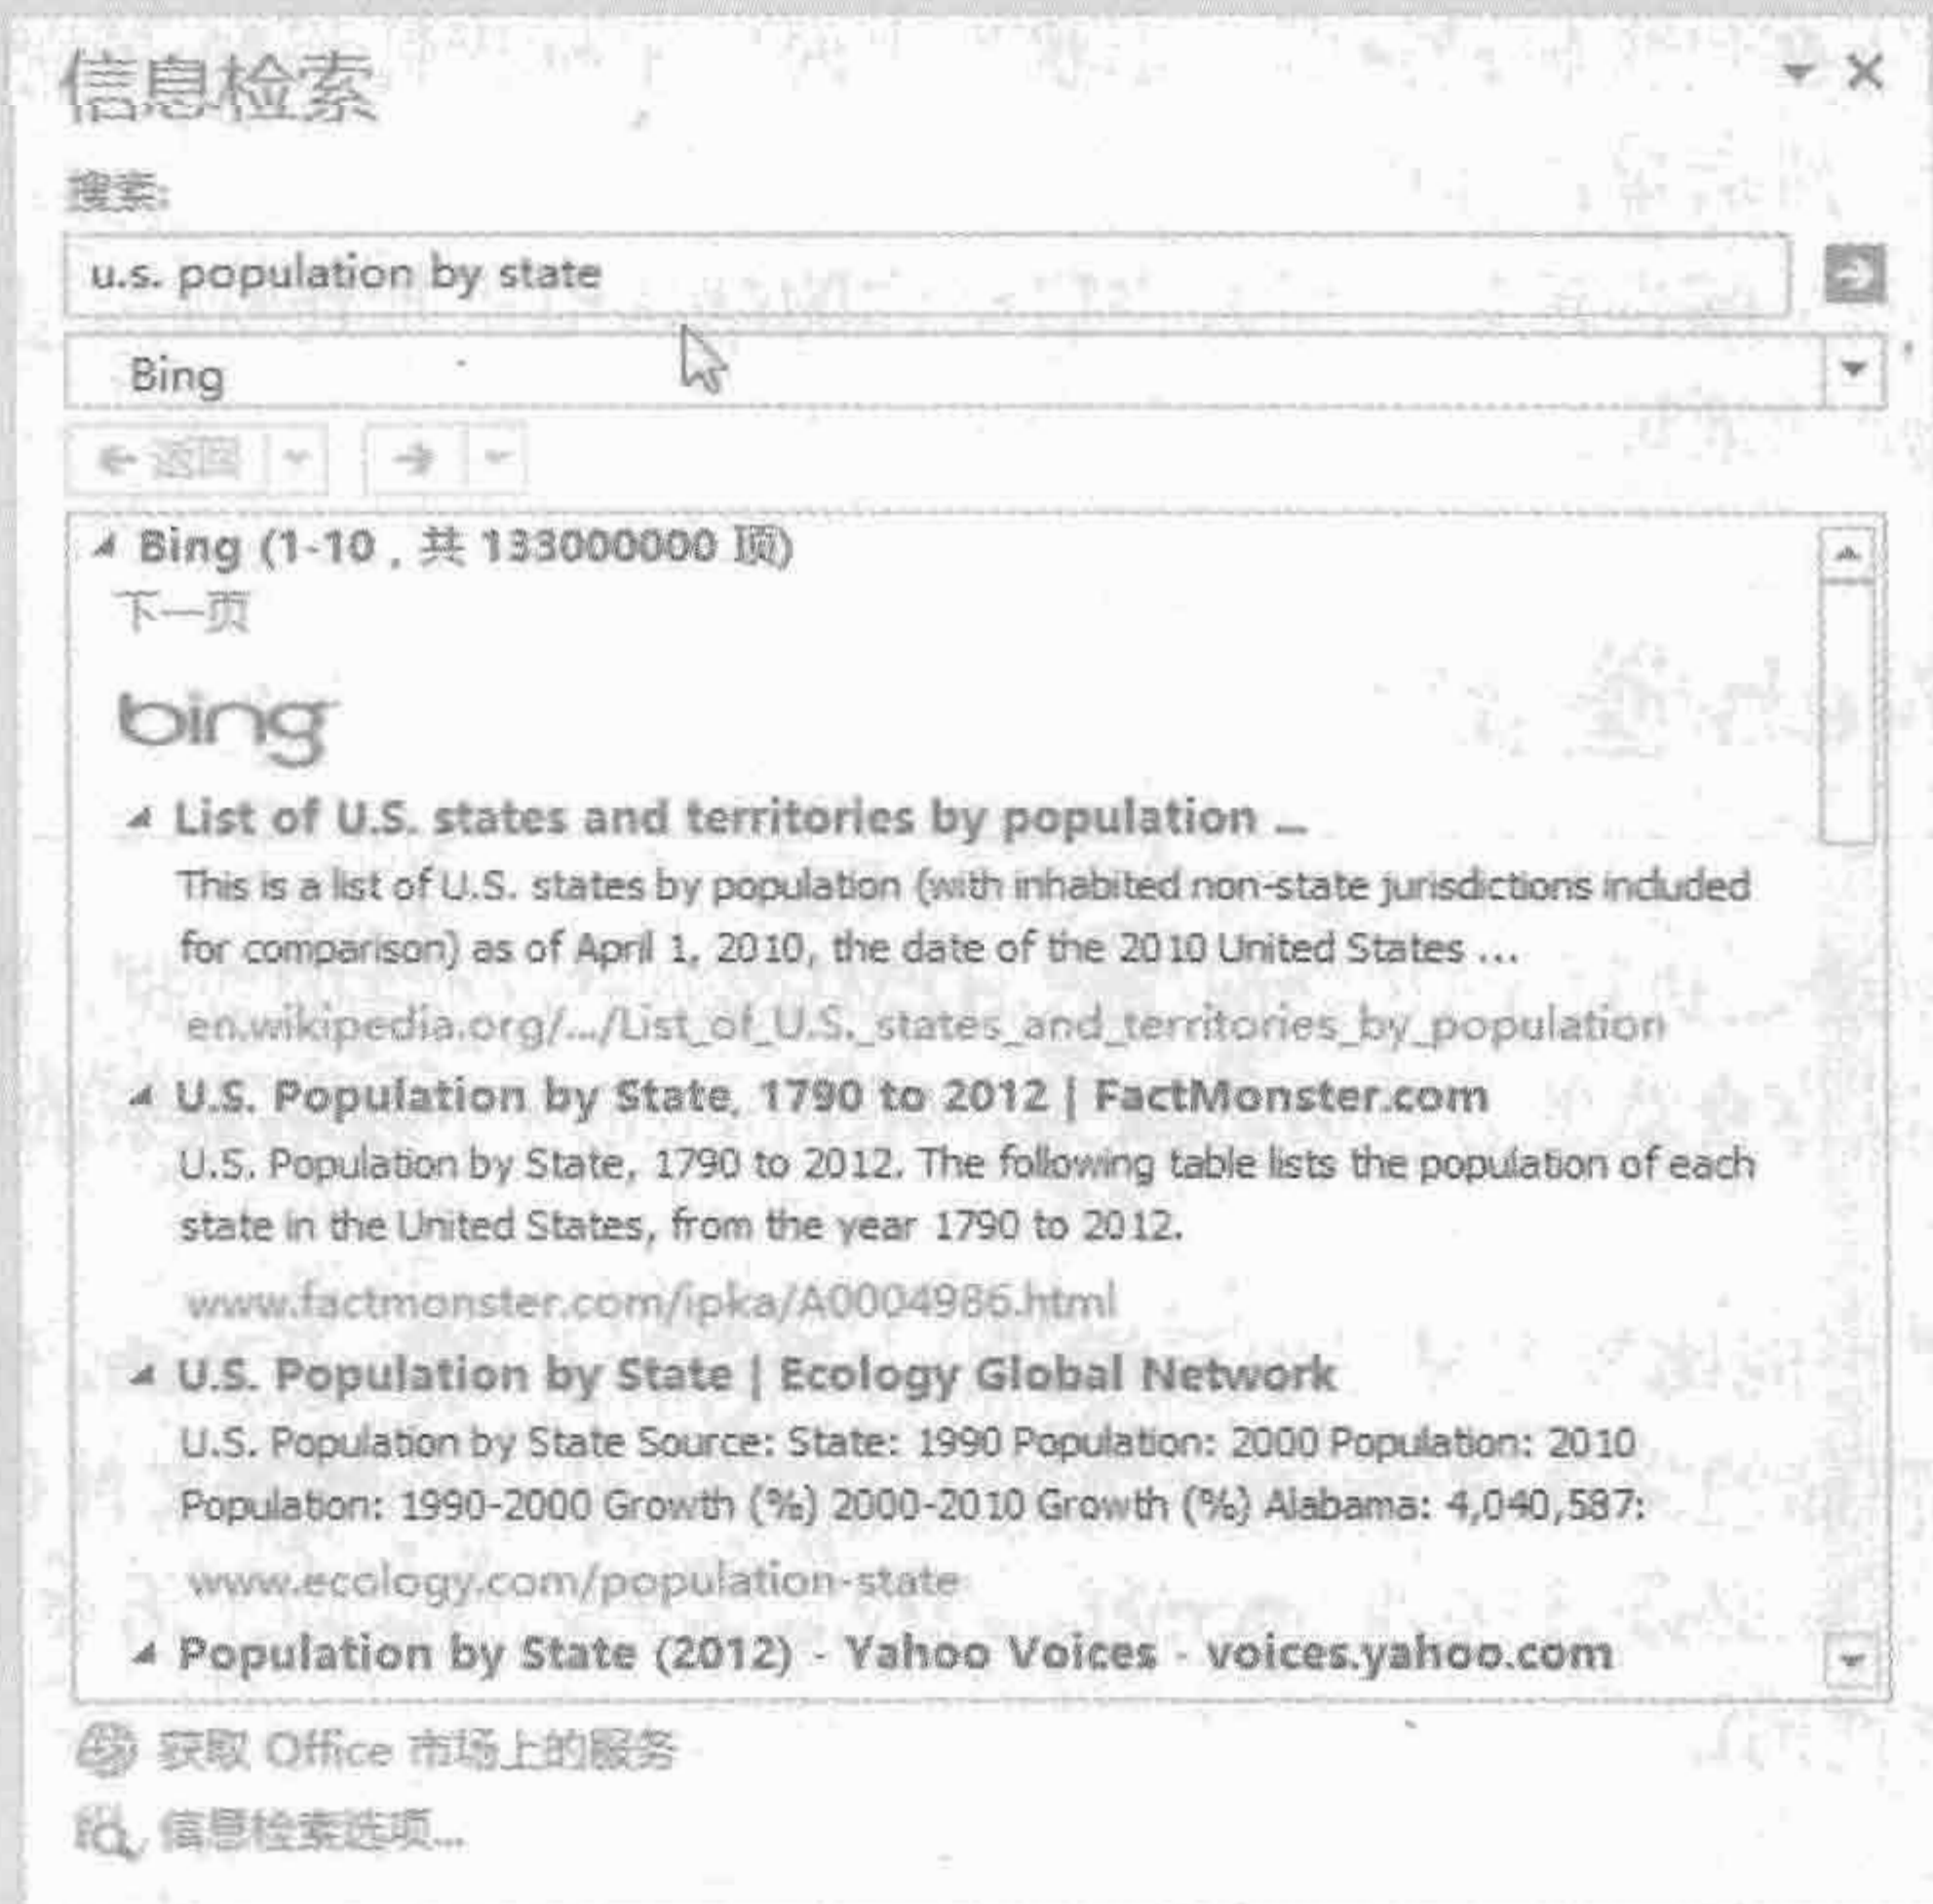 信息检索
搜索:
u.s. population by state
Bing
返回
Bing (1-10 , 共 133000000 项)
下一页
bing
List of U.S. states and territories by population ...
This is a list of U.S. states by population (with inhabited non-state jurisdictions included
for comparison) as of April 1, 2010, the date of the 2010 United States ...
en.wikipedia.org/.../List_of_U.S._states_and_territories_by_population
U.S. Population by State, 1790 to 2012 | FactMonster.com
U.S. Population by State, 1790 to 2012. The following table lists the population of each
state in the United States, from the year 1790 to 2012.
www.factmonster.com/ipka/A0004986.html
U.S. Population by State | Ecology Global Network
U.S. Population by State Source: State: 1990 Population: 2000 Population: 2010
Population: 1990-2000 Growth (%) 2000-2010 Growth (%) Alabama: 4,040,587:
www.ecology.com/population-state
Population by State (2012) - Yahoo Voices - voices.yahoo.com
获取 Office 市场上的服务
信息检索选项...